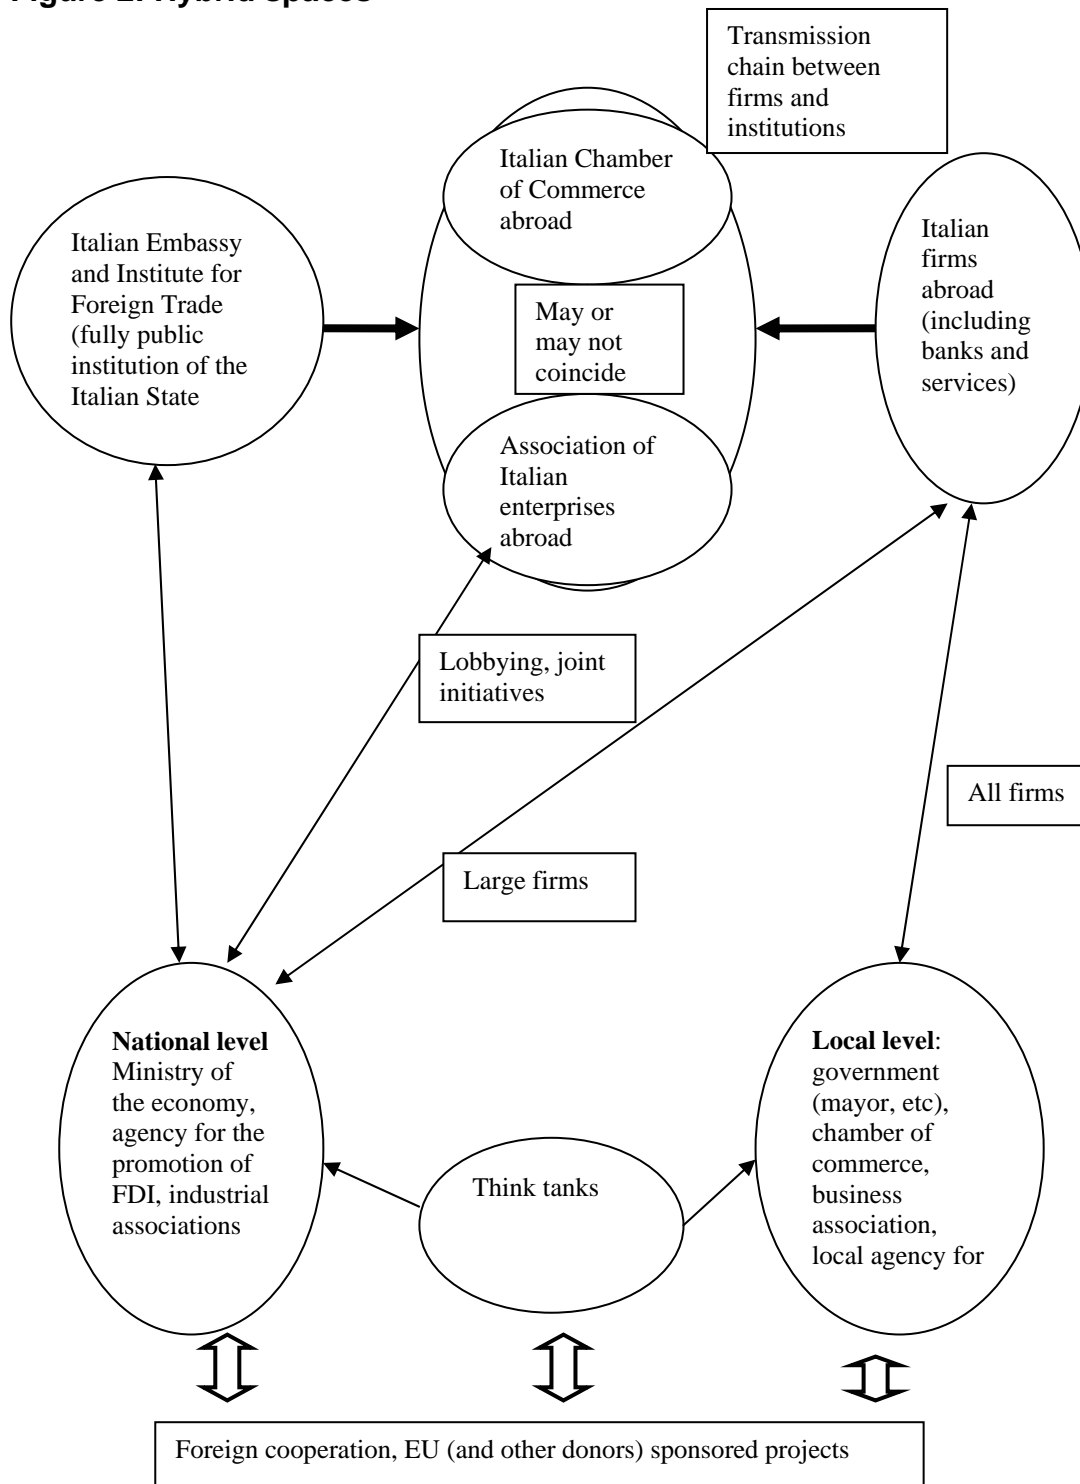 Transmission
chain between
firms and
institutions
Italian Chamber
of Commerce
abroad
Italian Embassy
and Institute for
Foreign Trade
(fully public
institution of the
Italian State
May or
may not
coincide
Italian
firms
abroad
(including
banks and
services)
Association of
Italian
enterprises
abroad
Lobbying, joint
initiatives
All firms
Large firms
National level
Ministry of
the economy,
agency for the
promotion of
FDI, industrial
associations
Think tanks
Local level:
government
(mayor, etc),
chamber of
commerce,
business
association,
local agency for
Foreign cooperation, EU (and other donors) sponsored projects